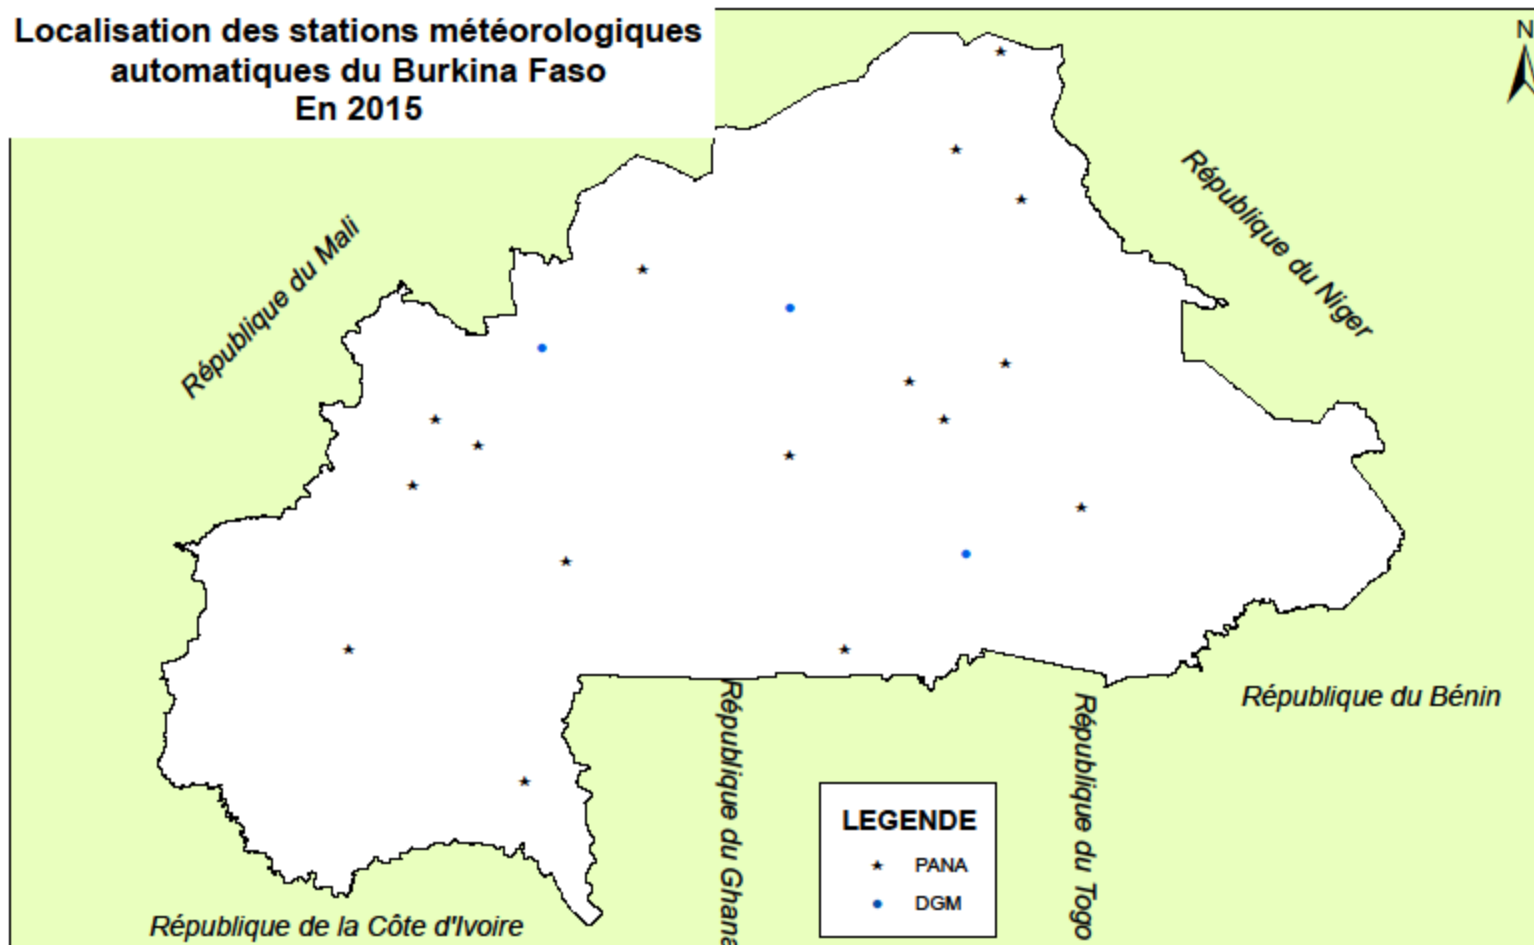 Localisation des stations météorologiques
automatiques du Burkina Faso
En 2015
N
République du Mali
République du Niger
République du Bénin
République du Ghana
République du Togo
République de la Côte d'Ivoire
LEGENDE
PANA
DGM